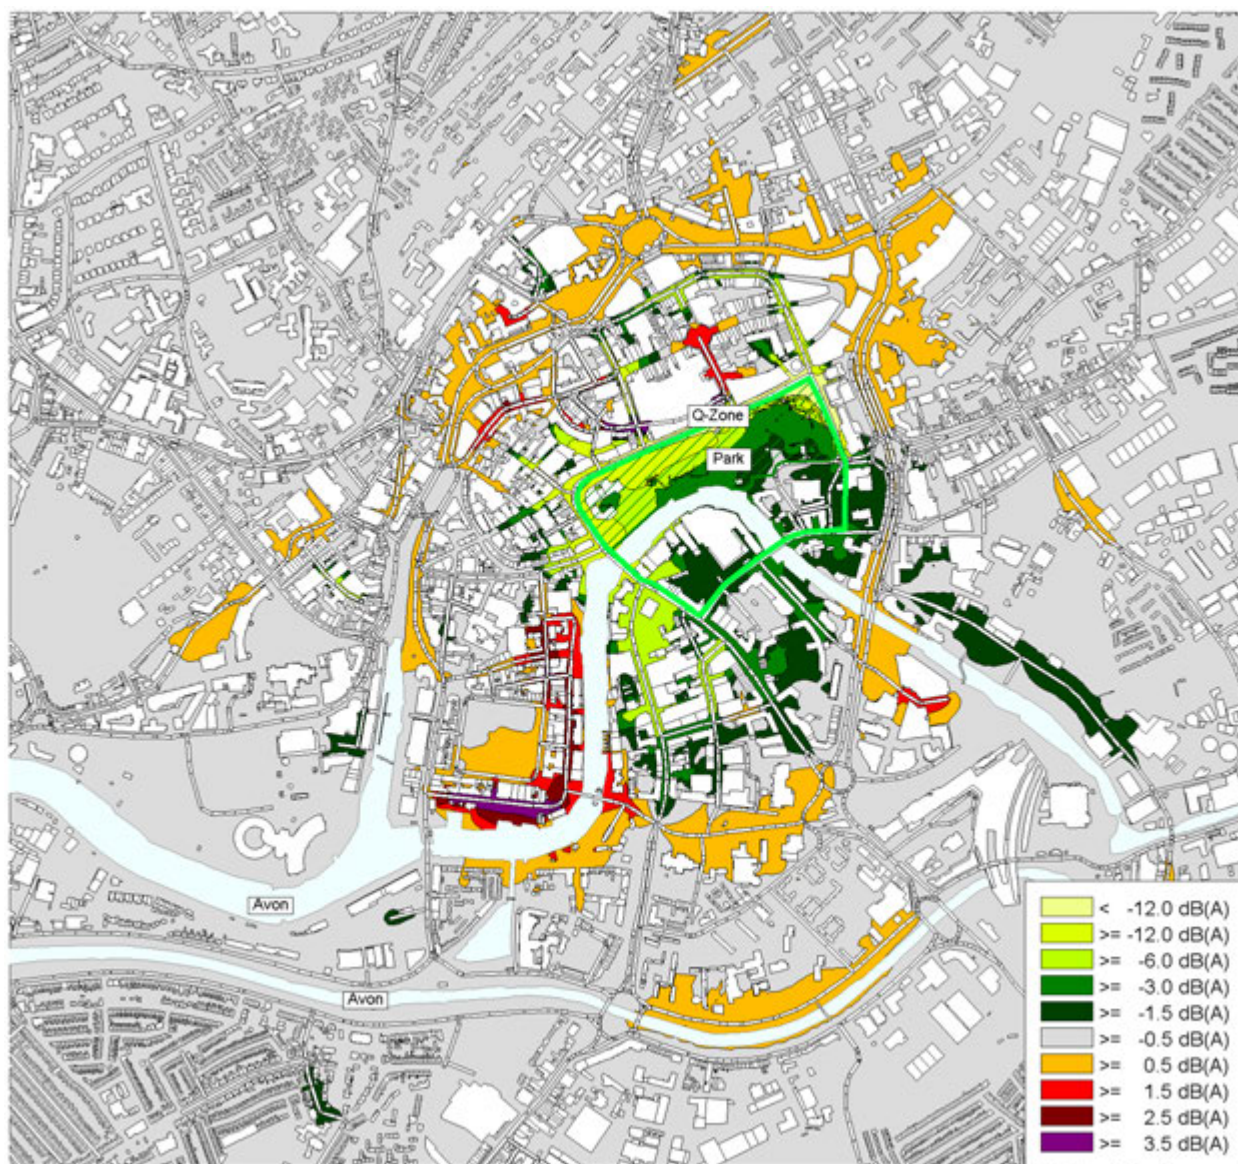 Q-Zone
Park
Avon
Avon
< -12.0 dB(A)
>= -12.0 dB(A)
>= -6.0 dB(A)
>= -3.0 dB(A)
>= -1.5 dB(A)
>= -0.5 dB(A)
>= 0.5 dB(A)
>= 1.5 dB(A)
>= 2.5 dB(A)
>= 3.5 dB(A)